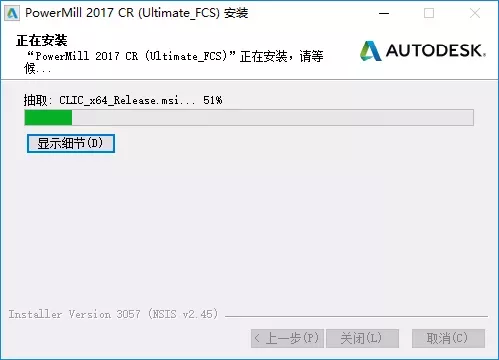 PowerMill 2017 CR (Ultimate_FCS) 安装
正在安装
“PowerMill 2017 CR (Ultimate_FCS)”正在安装，请等
候...
AUTODESK.
抽取: CLIC_x64_Release.msi... 51%
显示细节(D)
Installer Version 3057 (NSIS v2.45)
< 上一步(P)
关闭(L)
取消(C)